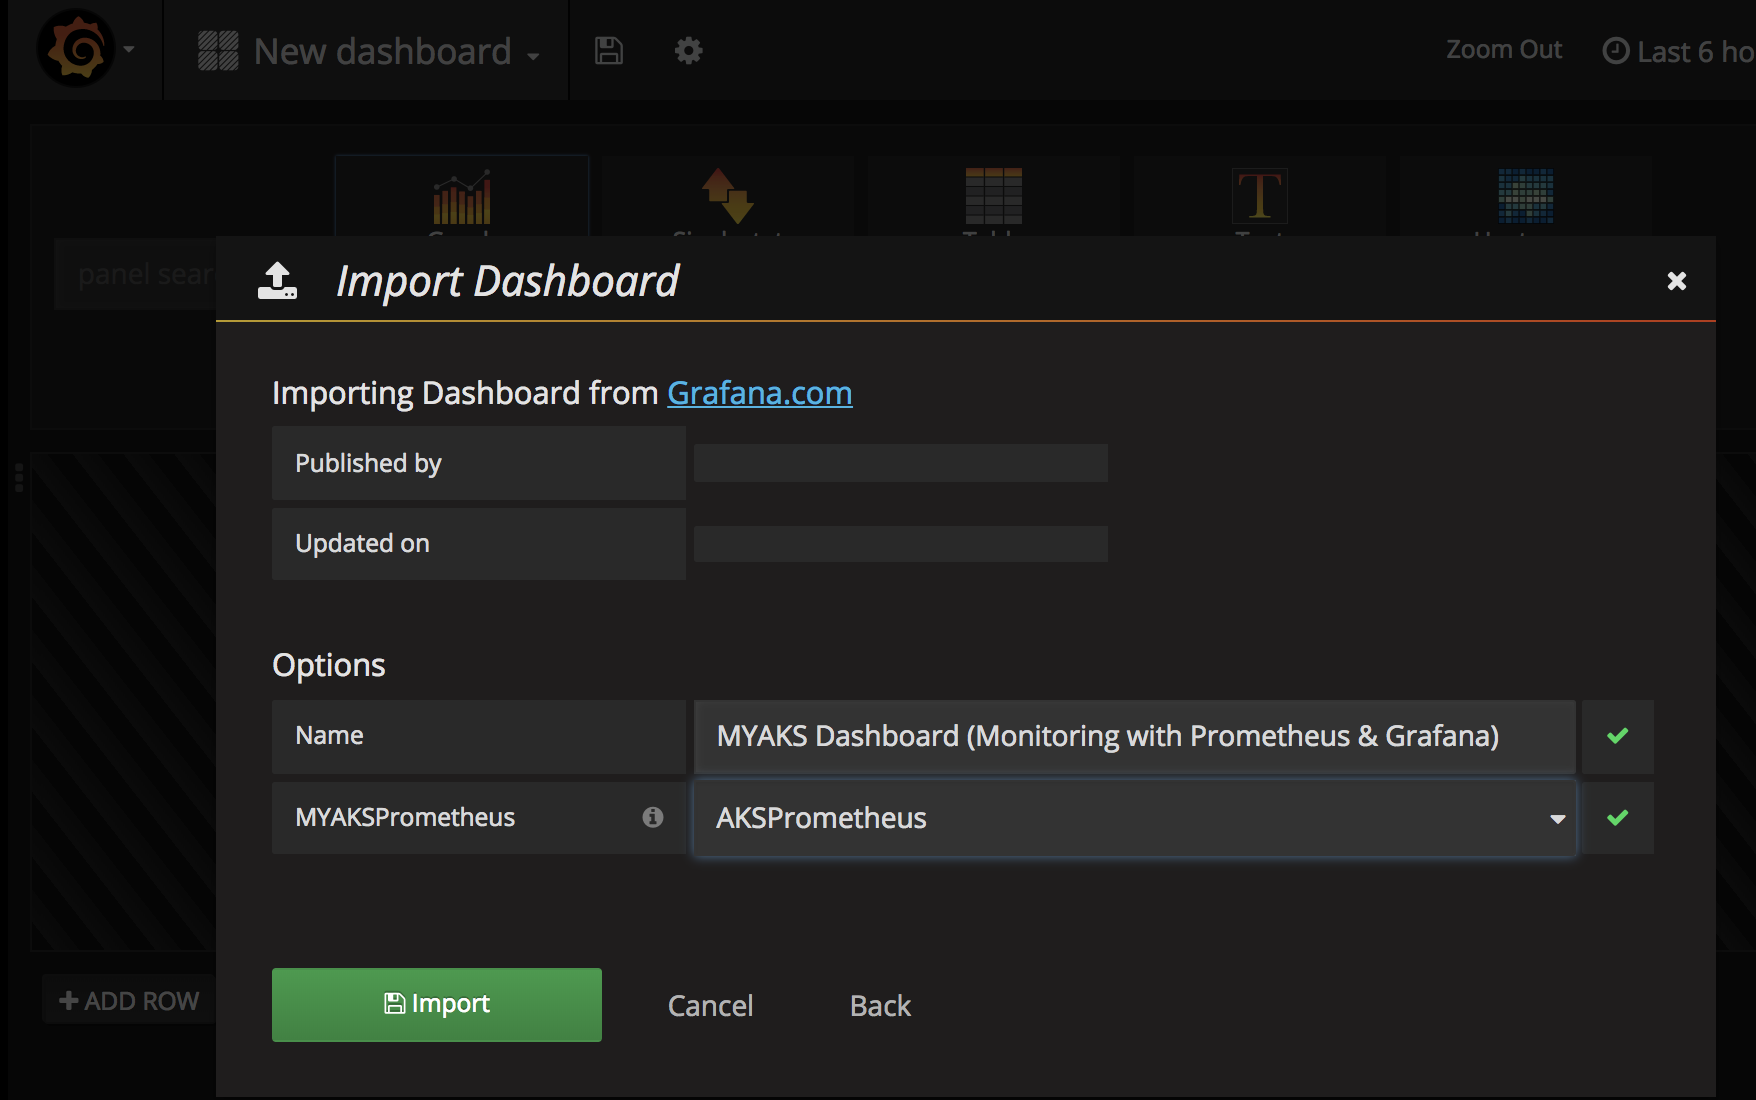 New dashboard
Zoom Out
Last 6 ho
T
panel sear
Import Dashboard
Importing Dashboard from Grafana.com
Published by
Updated on
Options
Name
MYAKS Dashboard (Monitoring with Prometheus & Grafana)
MYAKSPrometheus
AKSPrometheus
ADD ROW
Import
Cancel
Back